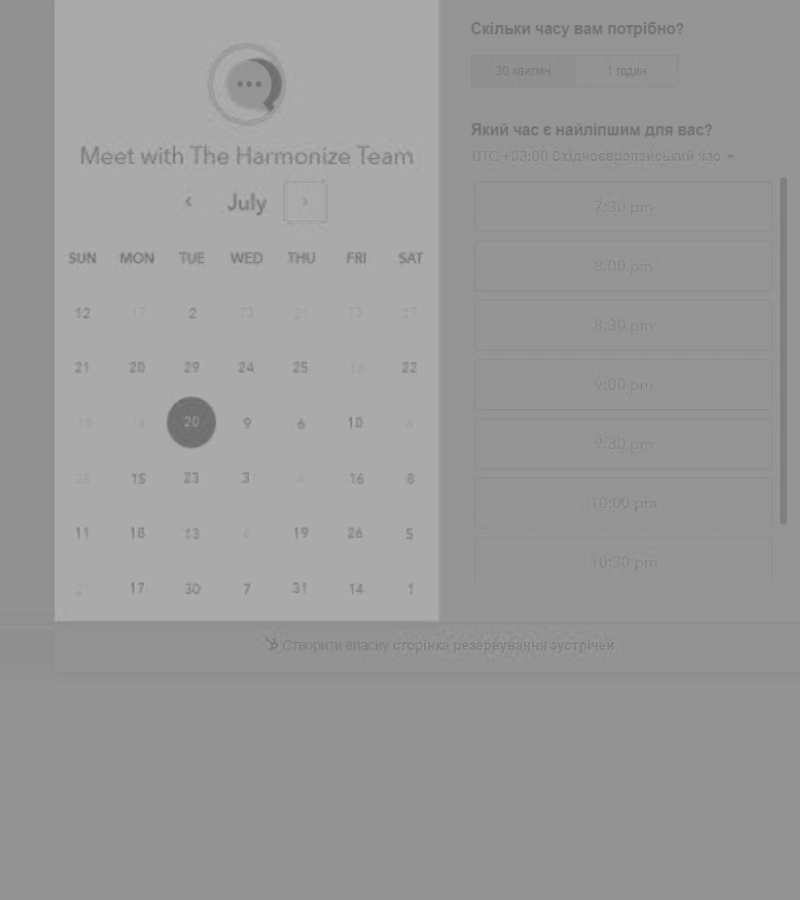 Meet with The Harmonize Team
July
SUN MON TUE WED THU FRI SAT
12 17 2 13 21 13 27
21 20 29 24 25 18 22
18 16 20 9 6 10 4
28 15 23 3 4 16 8
11 18 13 4 19 26 5
21 17 30 7 31 14 1
Скільки часу вам потрібно?
30 хвилин 1 годин
Який час є найліпшим для вас?
UTC +03:00 Східноєвропейський час
7:30 pm
8:00 pm
8:30 pm
9:00 pm
9:30 pm
10:00 pm
10:30 pm
Створити власну сторінка резервування зустрічей